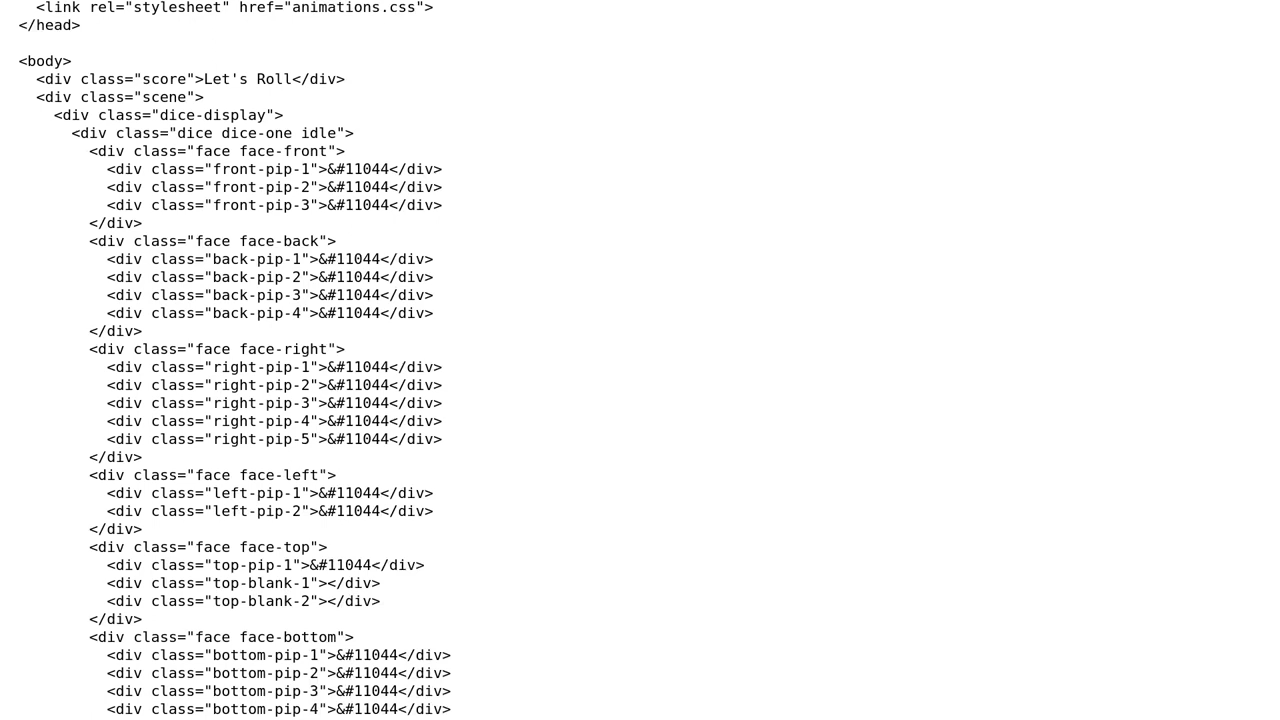 <link rel="stylesheet" href="animations.css">
</head>
<body>
<div class="score">Let's Roll</div>
<div class="scene">
<div class="dice-display">
<div class="dice dice-one idle">
<div class="face face-front">
<div class="front-pip-1">&#11044</div>
<div class="front-pip-2">&#11044</div>
<div class="front-pip-3">&#11044</div>
</div>
<div class="face face-back">
<div class="back-pip-1">&#11044</div>
<div class="back-pip-2">&#11044</div>
<div class="back-pip-3">&#11044</div>
<div class="back-pip-4">&#11044</div>
</div>
<div class="face face-right">
<div class="right-pip-1">&#11044</div>
<div class="right-pip-2">&#11044</div>
<div class="right-pip-3">&#11044</div>
<div class="right-pip-4">&#11044</div>
<div class="right-pip-5">&#11044</div>
</div>
<div class="face face-left">
<div class="left-pip-1">&#11044</div>
<div class="left-pip-2">&#11044</div>
</div>
<div class="face face-top">
<div class="top-pip-1">&#11044</div>
<div class="top-blank-1"></div>
<div class="top-blank-2"></div>
</div>
<div class="face face-bottom">
<div class="bottom-pip-1">&#11044</div>
<div class="bottom-pip-2">&#11044</div>
<div class="bottom-pip-3">&#11044</div>
<div class="bottom-pip-4">&#11044</div>